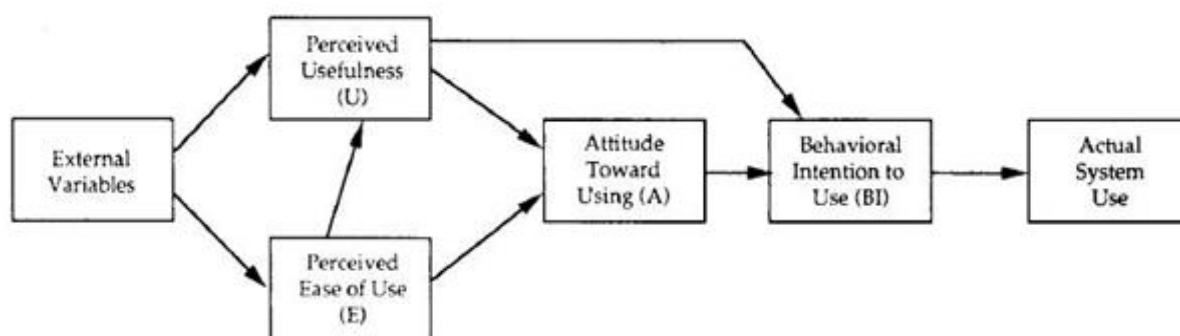 External
Variables
Perceived
Usefulness
(U)
Perceived
Ease of Use
(E)
Attitude
Toward
Using (A)
Behavioral
Intention to
Use (BI)
Actual
System
Use